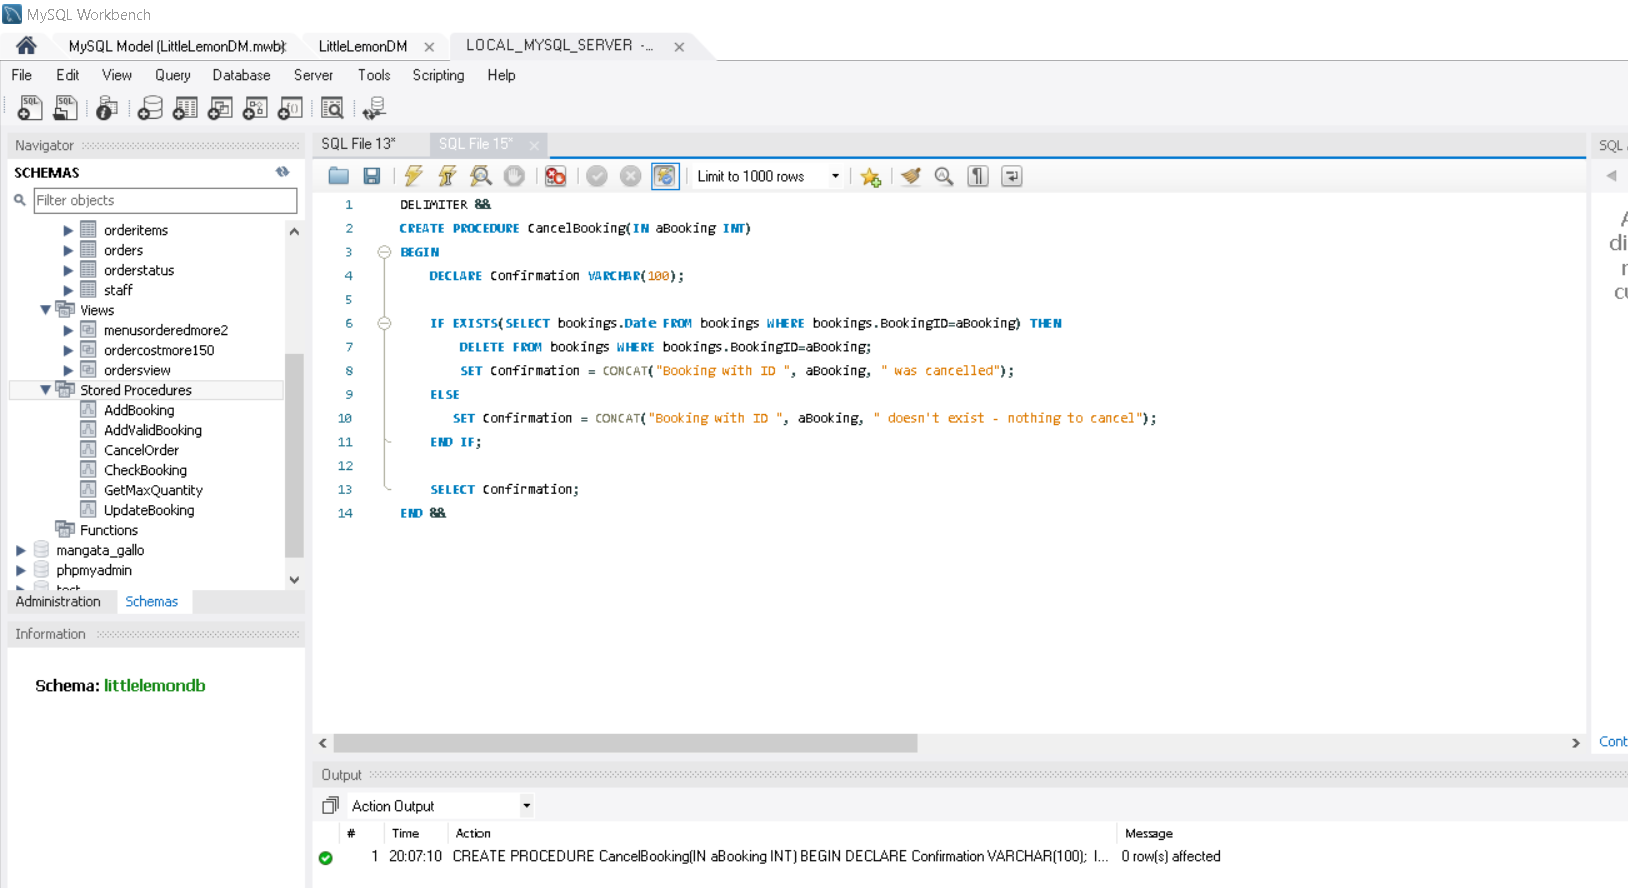 MySQL Workbench
MySQL Model (LittleLemonDM.mwb)
LittleLemonDM
LOCAL_MYSQL_SERVER -...
File Edit View Query Database Server Tools Scripting Help
Navigator
SCHEMAS
Filter objects
orderitems
orders
orderstatus
staff
Views
menusorderedmore2
ordercostmore150
ordersview
Stored Procedures
AddBooking
AddValidBooking
CancelOrder
CheckBooking
GetMaxQuantity
UpdateBooking
Functions
mangata_gallo
phpmyadmin
test
Administration Schemas
Information
Schema: littlelemondb
SQL File 13*
SQL File 15*
Limit to 1000 rows
1 DELIMITER &&
2 CREATE PROCEDURE CancelBooking(IN aBooking INT)
3 BEGIN
4 DECLARE Confirmation VARCHAR(100);
5
6 IF EXISTS(SELECT bookings.Date FROM bookings WHERE bookings.BookingID=aBooking) THEN
7 DELETE FROM bookings WHERE bookings.BookingID=aBooking;
8 SET Confirmation = CONCAT("Booking with ID ", aBooking, " was cancelled");
9 ELSE
10 SET Confirmation = CONCAT("Booking with ID ", aBooking, " doesn't exist - nothing to cancel");
11 END IF;
12
13 SELECT Confirmation;
14 END &&
SQL
Cont
Output
Action Output
# Time Action Message
1 20:07:10 CREATE PROCEDURE CancelBooking(IN aBooking INT) BEGIN DECLARE Confirmation VARCHAR(100); I... 0 row(s) affected